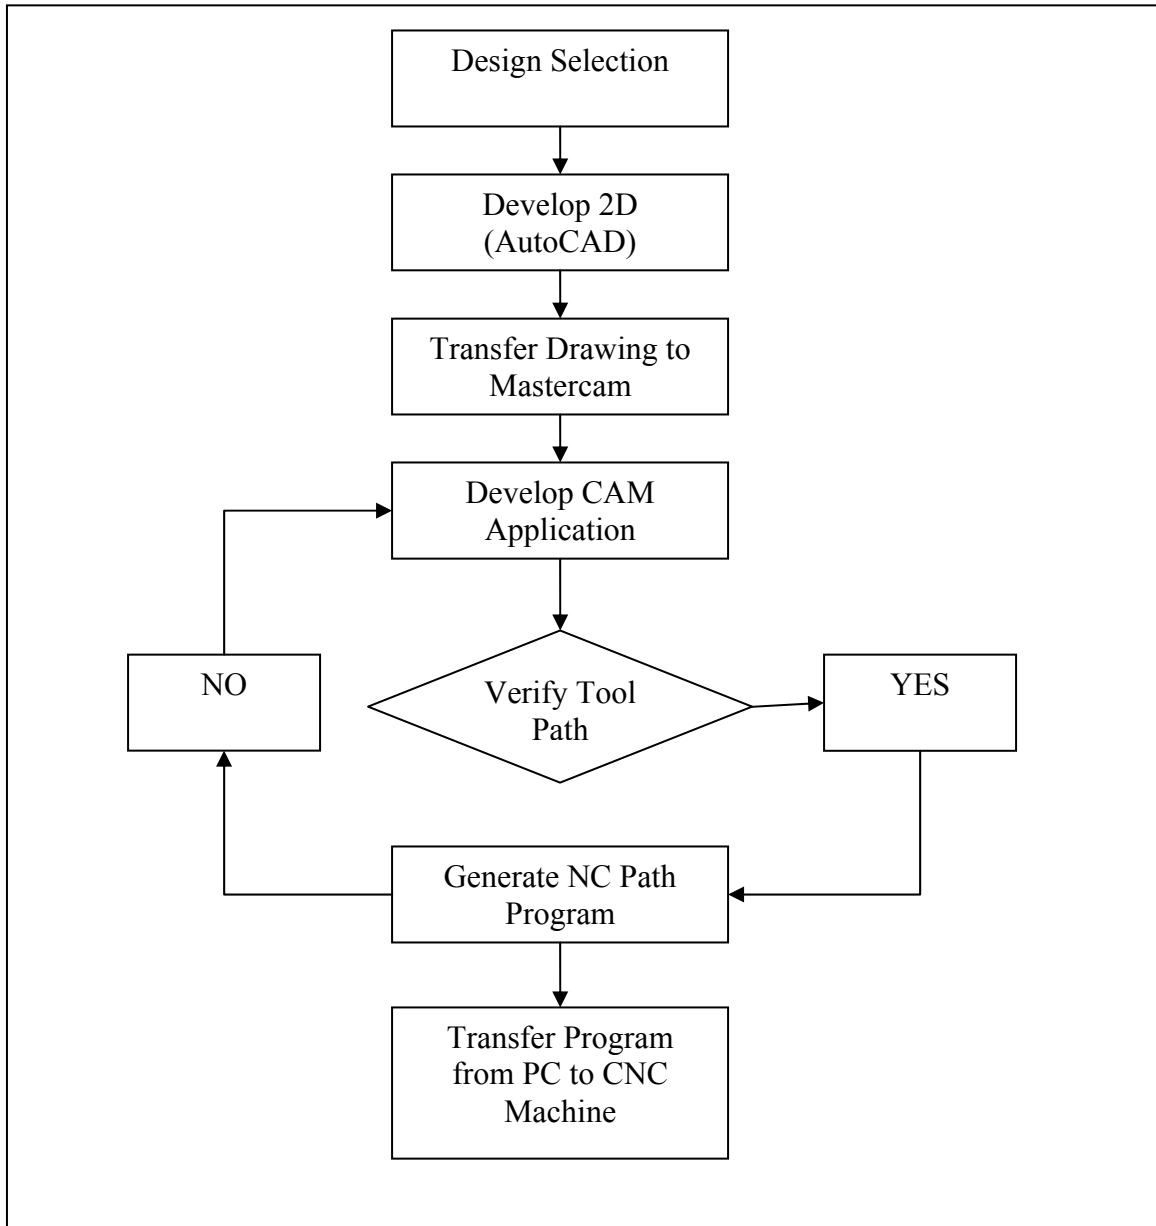 Design Selection
Develop 2D
(AutoCAD)
Transfer Drawing to
Mastercam
Develop CAM
Application
NO
Verify Tool
Path
YES
Generate NC Path
Program
Transfer Program
from PC to CNC
Machine